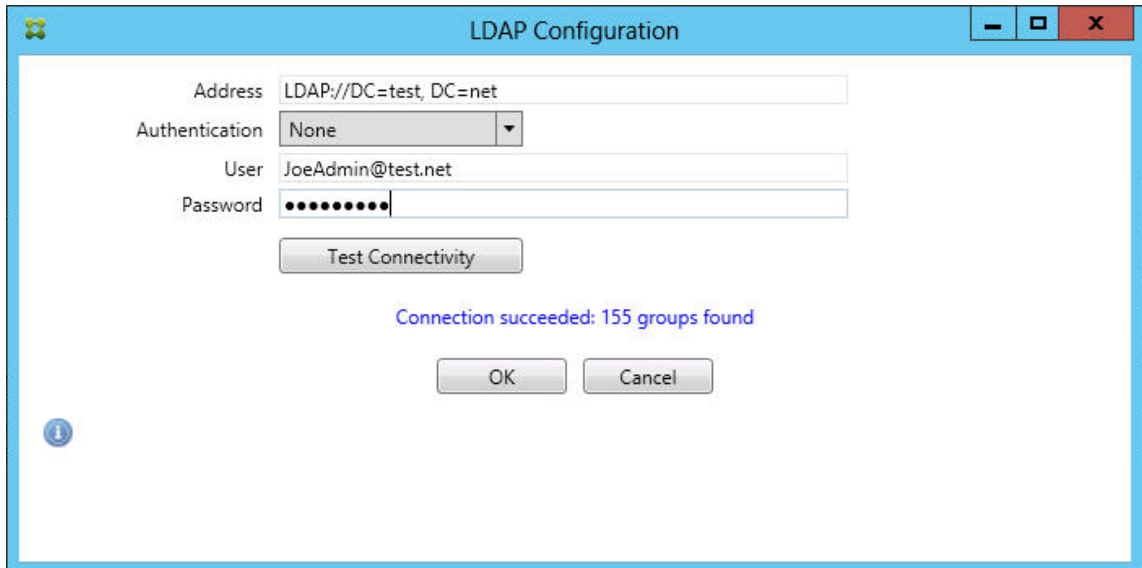 LDAP Configuration
Address LDAP://DC=test, DC=net
Authentication None
User JoeAdmin@test.net
Password •••••••••
Test Connectivity
Connection succeeded: 155 groups found
OK Cancel